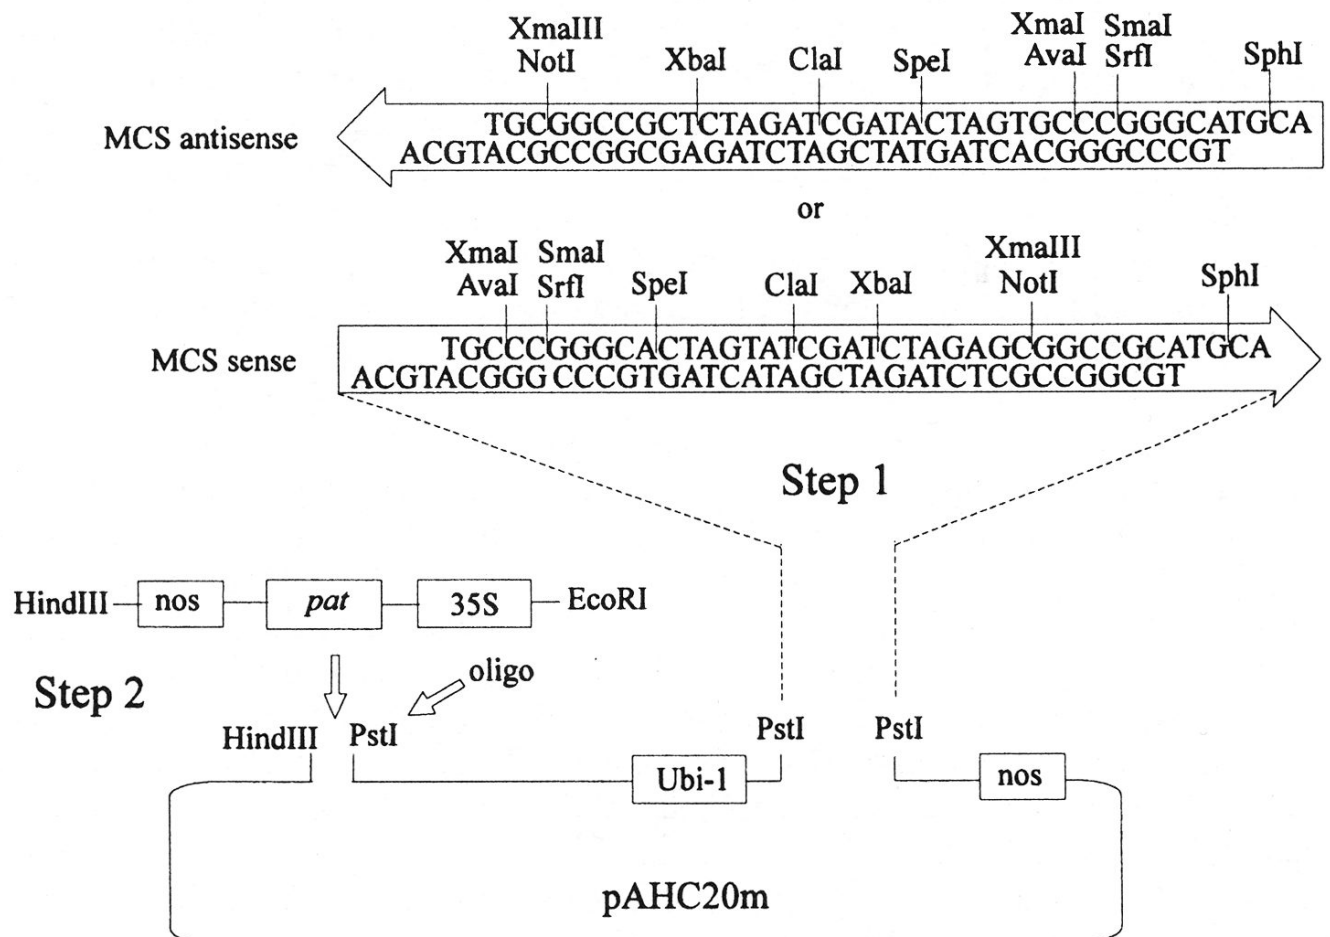 XmaIII XmaI SmaI
NotI XbaI ClaI SpeI AvaI SrfI SphI
MCS antisense
TGCGGCCGCTCTAGATCGATACTAGTGCCCGGGCATGCA
ACGTACGCCGGCGAGATCTAGCTATGATCACGGGCCCGT
or
XmaI SmaI XmaIII
AvaI SrfI SpeI ClaI XbaI NotI SphI
MCS sense
TGCCCGGGCACTAGTATCGATCTAGAGCGGCCGCATGCA
ACGTACGGG CCCGTGATCATAGCTAGATCTCGCCGGCGT
Step 1
HindIII nos pat 35S EcoRI
Step 2
oligo
HindIII PstI PstI PstI
Ubi-1 nos
pAHC20m